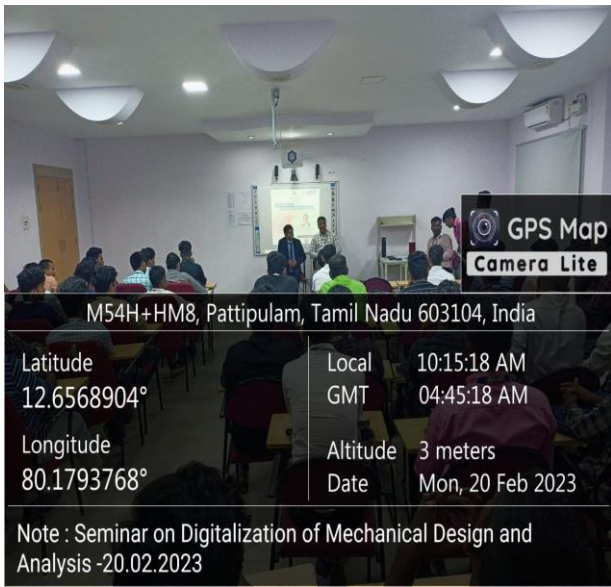 GPS Map
Camera Lite
M54H+HM8, Pattipulam, Tamil Nadu 603104, India
Latitude
12.6568904°
Local 10:15:18 AM
GMT 04:45:18 AM
Longitude
80.1793768°
Altitude 3 meters
Date Mon, 20 Feb 2023
Note : Seminar on Digitalization of Mechanical Design and
Analysis -20.02.2023